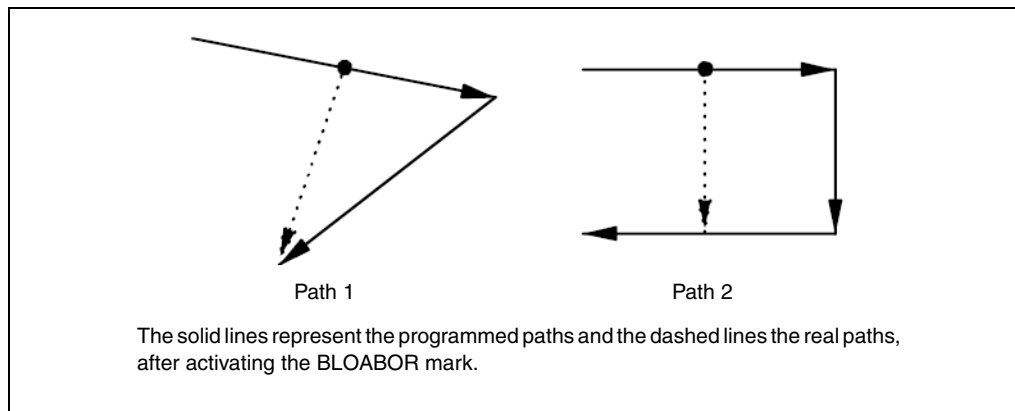 Path 1
Path 2
The solid lines represent the programmed paths and the dashed lines the real paths,
after activating the BLOABOR mark.